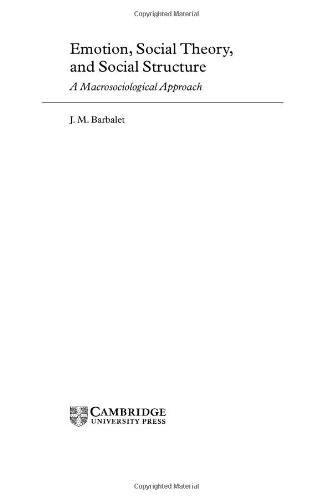 Copyrighted Material
Emotion, Social Theory,
and Social Structure
A Macrosociological Approach
J. M. Barbalet
CAMBRIDGE
UNIVERSITY PRESS
Copyrighted Material